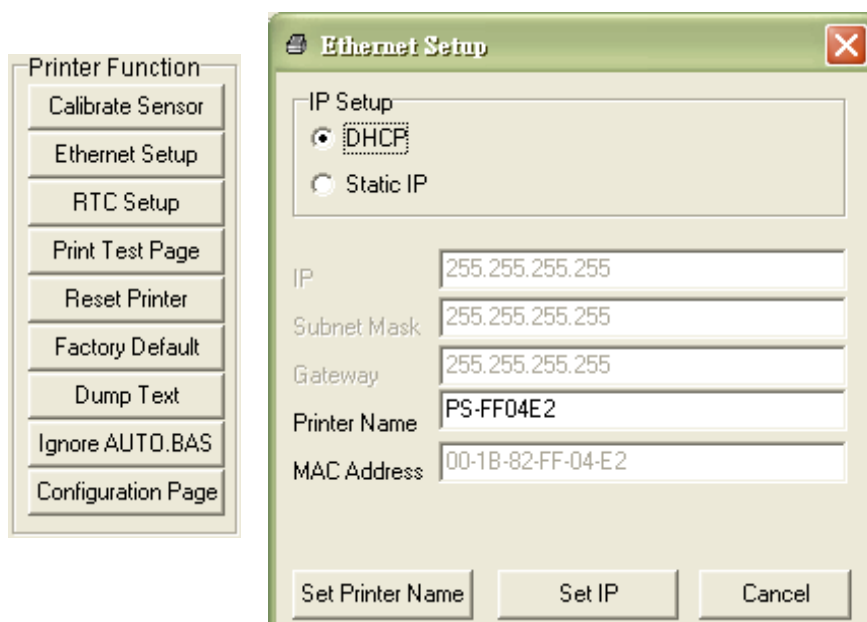 Printer Function
Calibrate Sensor
Ethernet Setup
RTC Setup
Print Test Page
Reset Printer
Factory Default
Dump Text
Ignore AUTO.BAS
Configuration Page
Ethernet Setup
IP Setup
DHCP
Static IP
IP 255.255.255.255
Subnet Mask 255.255.255.255
Gateway 255.255.255.255
Printer Name PS-FF04E2
MAC Address 00-1B-82-FF-04-E2
Set Printer Name Set IP Cancel